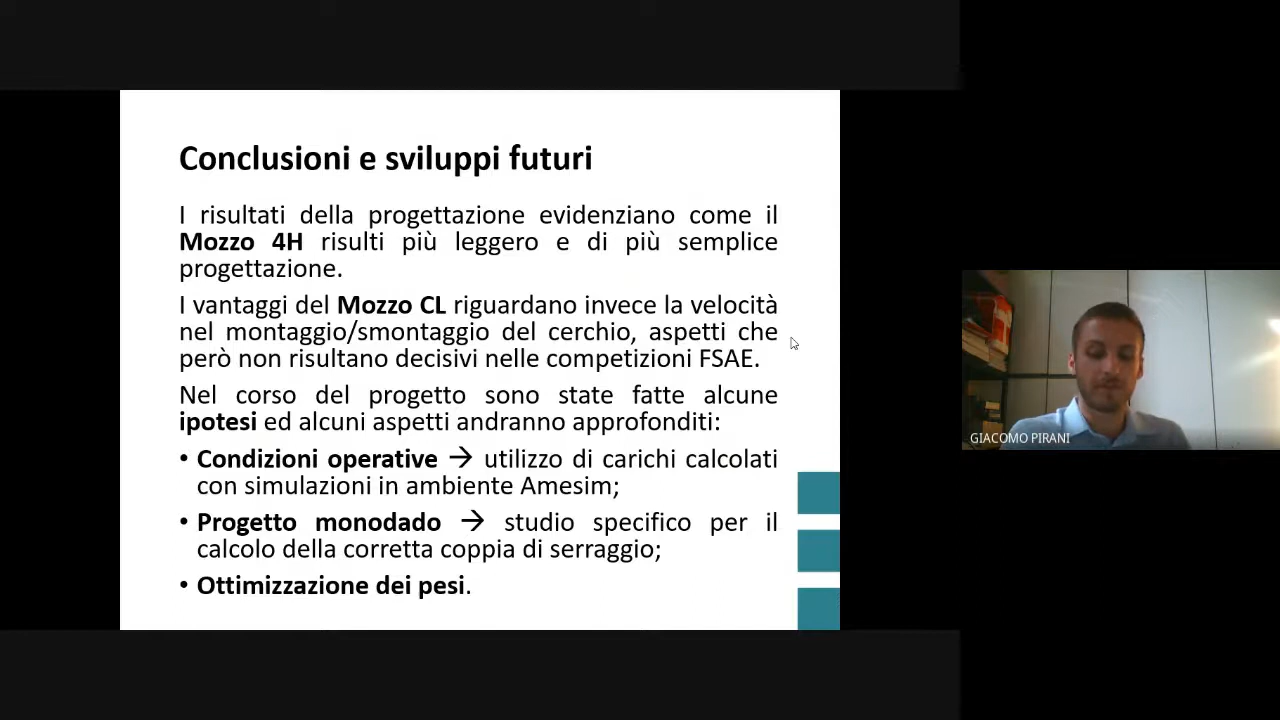 Conclusioni e sviluppi futuri
I risultati della progettazione evidenziano come il
Mozzo 4H risulti più leggero e di più semplice
progettazione.
I vantaggi del Mozzo CL riguardano invece la velocità
nel montaggio/smontaggio del cerchio, aspetti che
però non risultano decisivi nelle competizioni FSAE.
Nel corso del progetto sono state fatte alcune
ipotesi ed alcuni aspetti andranno approfonditi:
• Condizioni operative → utilizzo di carichi calcolati
con simulazioni in ambiente Amesim;
• Progetto monodado → studio specifico per il
calcolo della corretta coppia di serraggio;
• Ottimizzazione dei pesi.
GIACOMO PIRANI